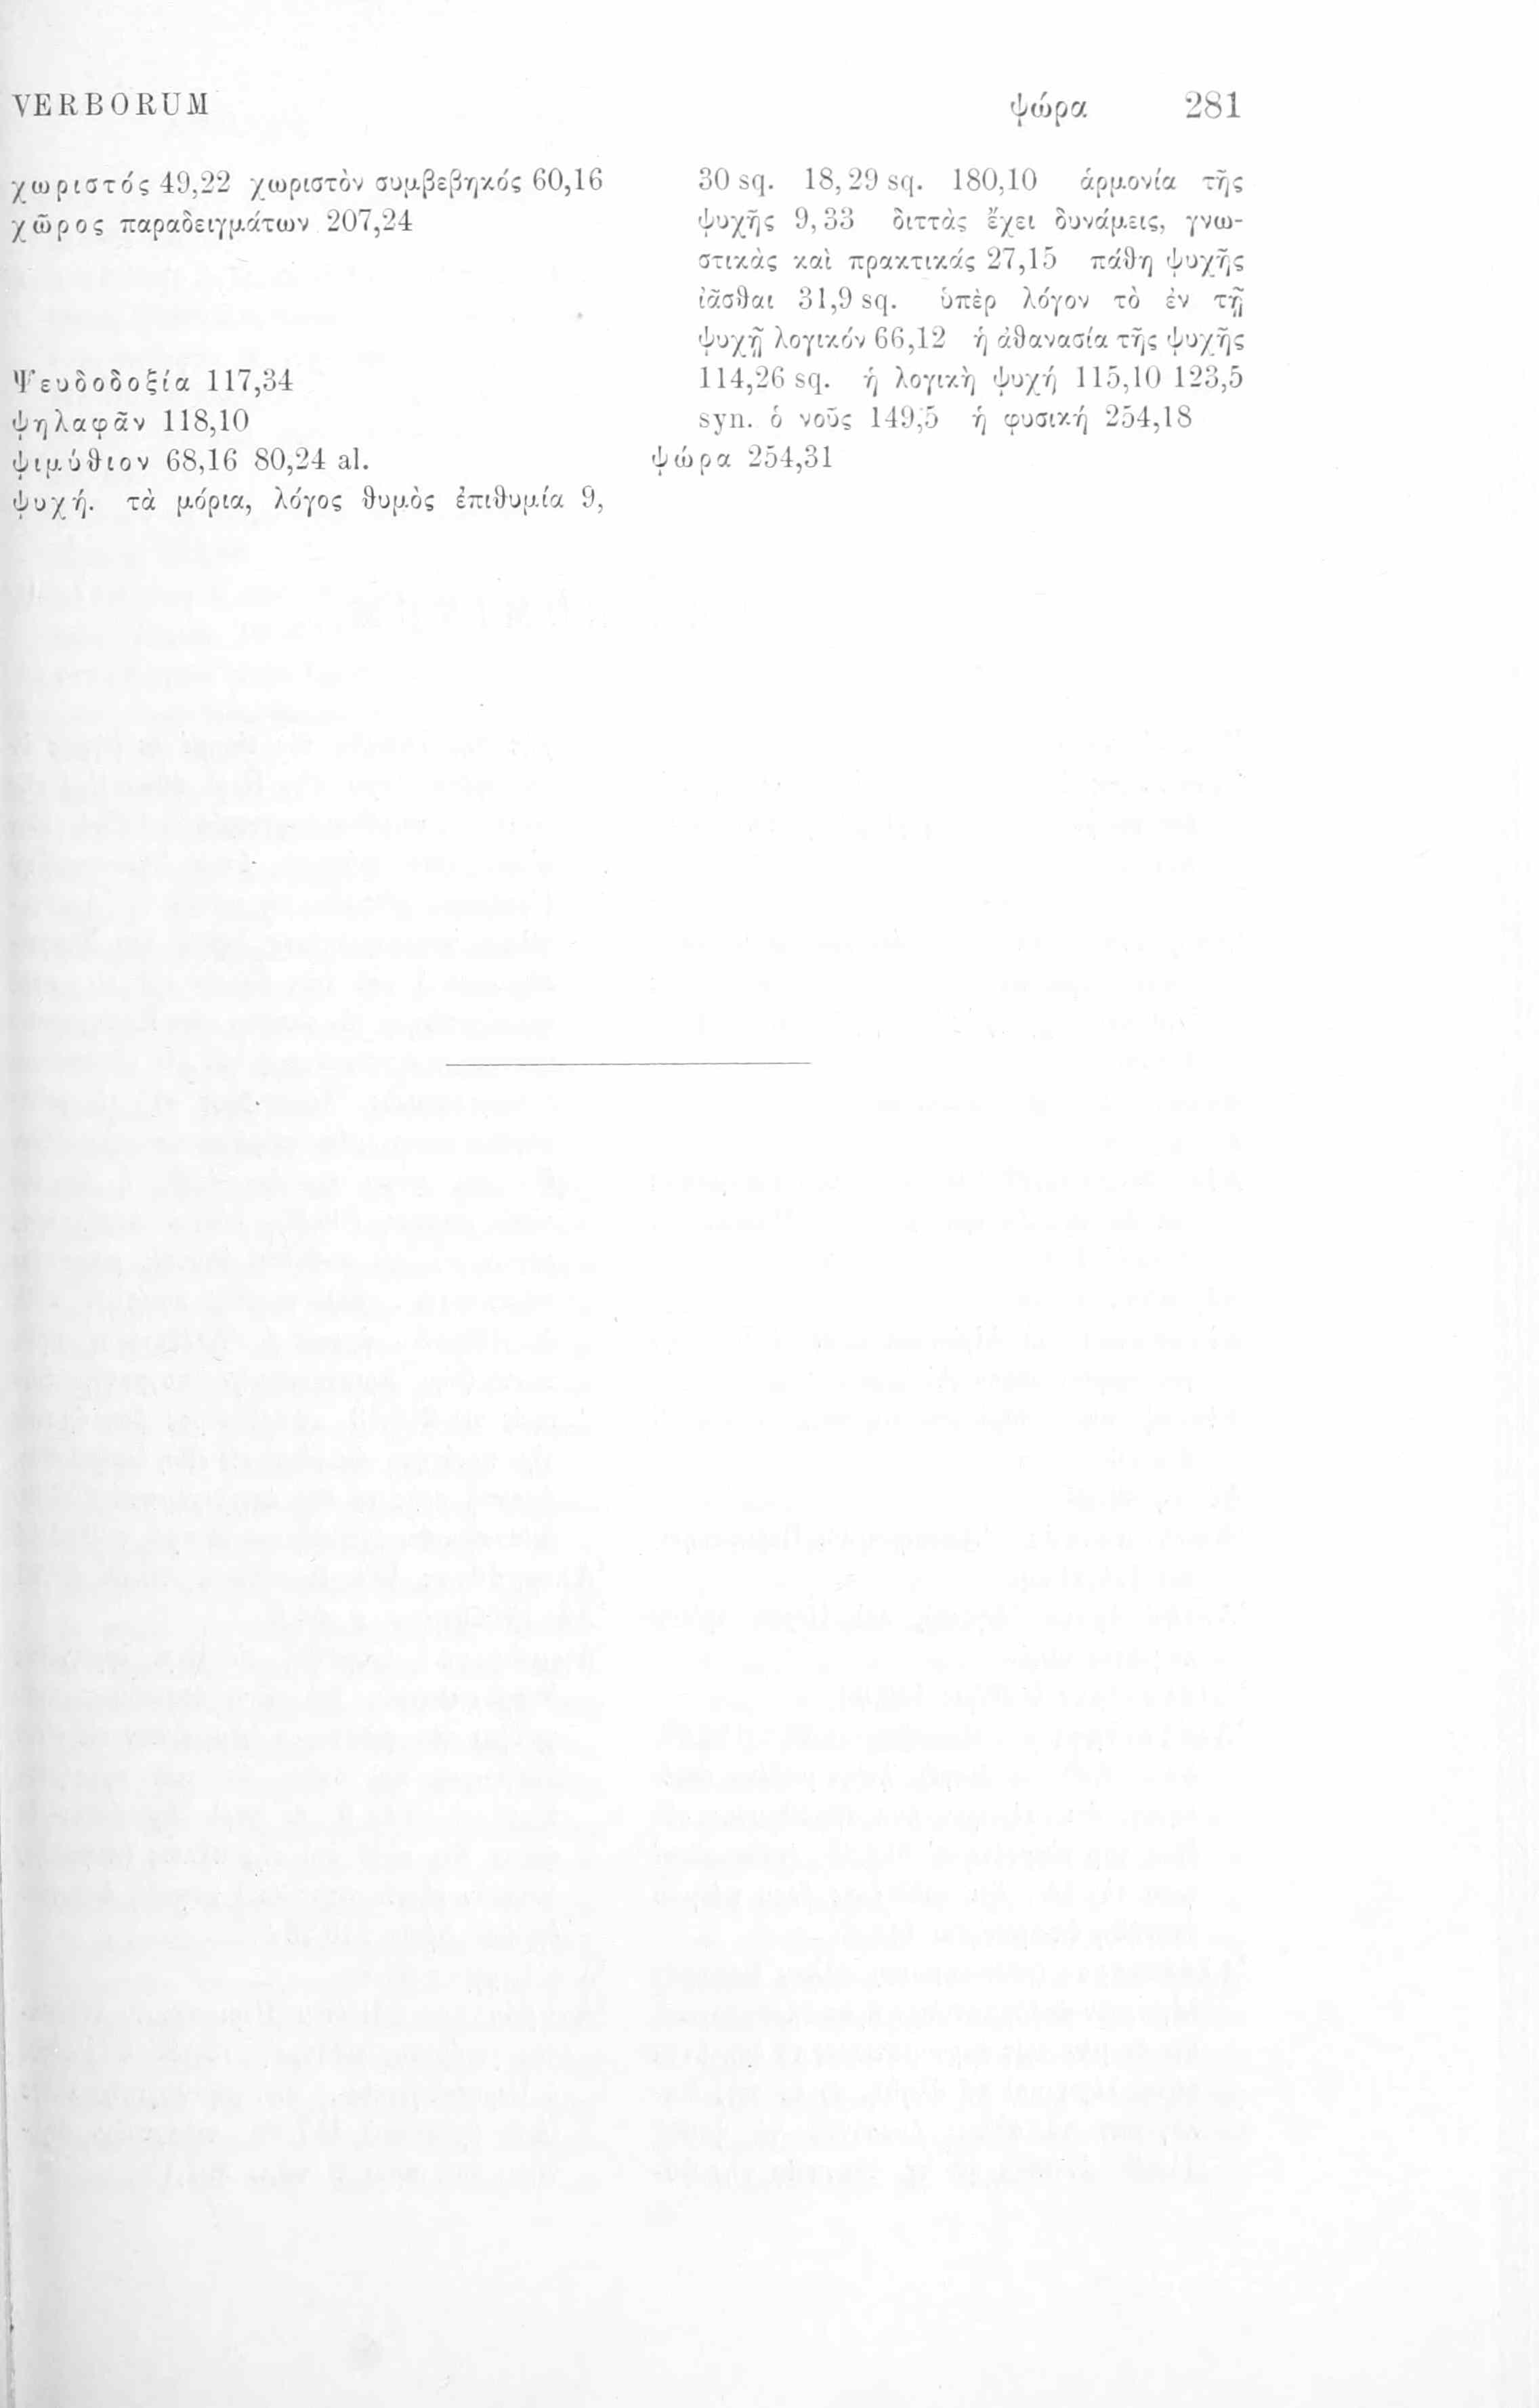 VERBORUM ψώρα 281
χωριστός 49,22 χωριστὸν συμβεβηκός 60,16
χῶρος παραδειγμάτων 207,24
Ψευδοδοξία 117,34
ψηλαφᾶν 118,10
ψιμύθιον 68,16 80,24 al.
ψυχή. τὰ μόρια, λόγος θυμὸς ἐπιθυμία 9,
30 sq. 18,29 sq. 180,10 ἁρμονία τῆς
ψυχῆς 9,33 διττὰς ἔχει δυνάμεις, γνω-
στικὰς καὶ πρακτικάς 27,15 πάθη ψυχῆς
ἰᾶσθαι 31,9 sq. ὑπὲρ λόγον τὸ ἐν τῇ
ψυχῇ λογικόν 66,12 ἡ ἀθανασία τῆς ψυχῆς
114,26 sq. ἡ λογικὴ ψυχή 115,10 123,5
syn. ὁ νοῦς 149,5 ἡ φυσική 254,18
ψώρα 254,31